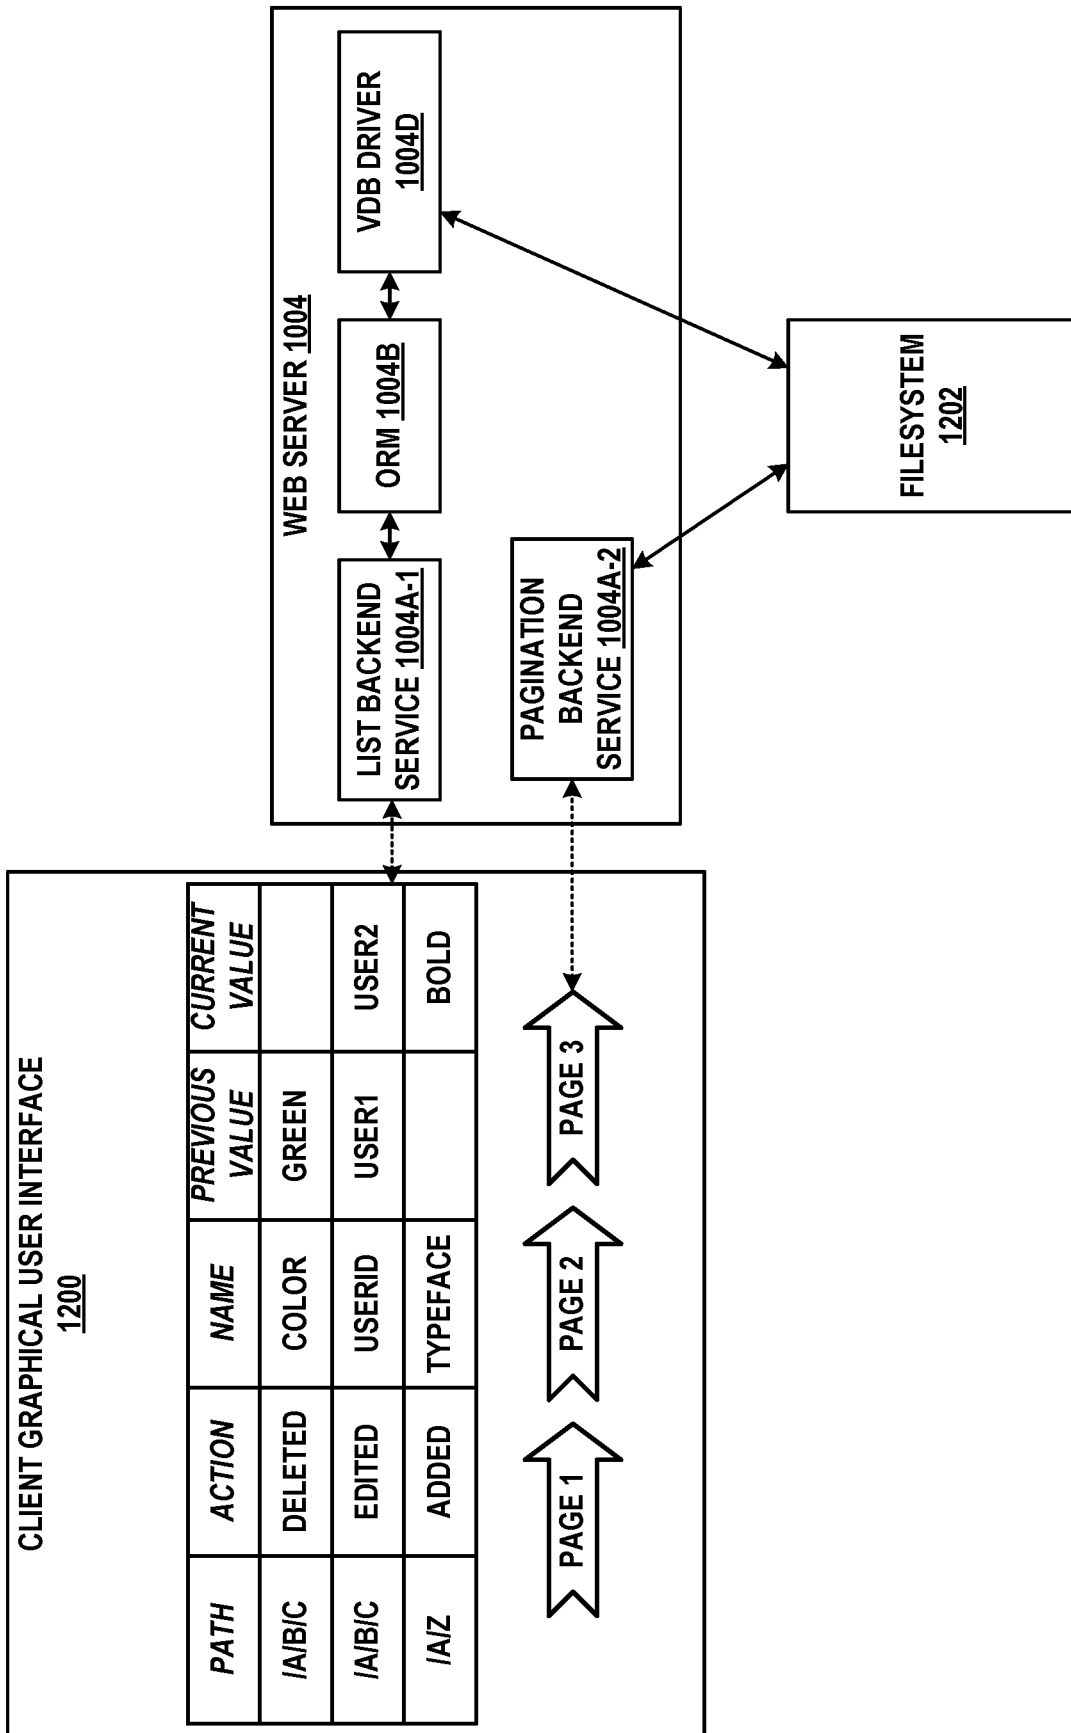 CLIENT GRAPHICAL USER INTERFACE
1200
PATH ACTION NAME PREVIOUS VALUE CURRENT VALUE
/A/B/C DELETED COLOR GREEN
/A/B/C EDITED USERID USER1 USER2
/A/Z ADDED TYPEFACE BOLD
PAGE 1
PAGE 2
PAGE 3
WEB SERVER 1004
LIST BACKEND
SERVICE 1004A-1
ORM 1004B
VDB DRIVER
1004D
PAGINATION
BACKEND
SERVICE 1004A-2
FILESYSTEM
1202